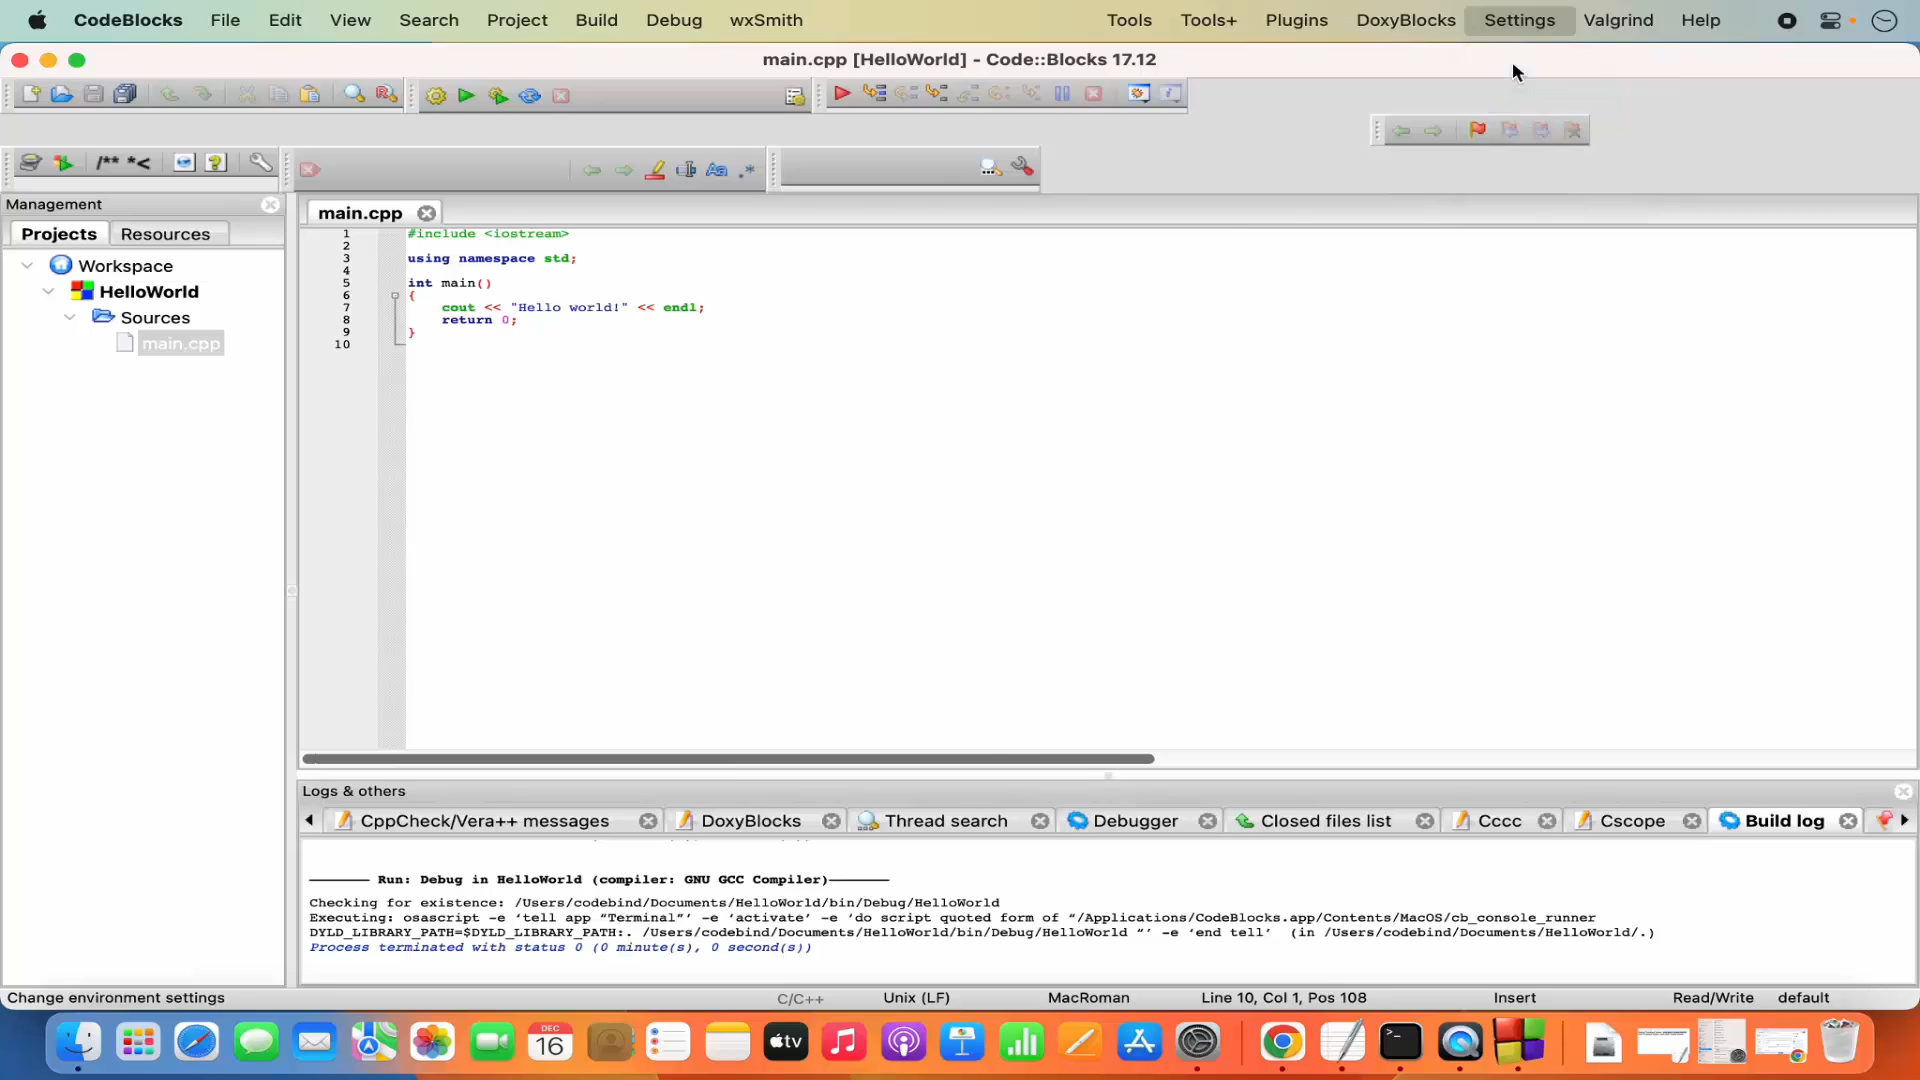 CodeBlocks File Edit View Search Project Build Debug wxSmith Tools Tools+ Plugins DoxyBlocks Settings Valgrind Help
main.cpp [HelloWorld] - Code::Blocks 17.12
/** *<
Management
Projects Resources
Workspace
HelloWorld
Sources
main.cpp
main.cpp
1 #include <iostream>
2
3 using namespace std;
4
5 int main()
6 {
7 cout << "Hello world!" << endl;
8 return 0;
9 }
10
Logs & others
CppCheck/Vera++ messages DoxyBlocks Thread search Debugger Closed files list Cccc Cscope Build log
Run: Debug in HelloWorld (compiler: GNU GCC Compiler)
Checking for existence: /Users/codebind/Documents/HelloWorld/bin/Debug/HelloWorld
Executing: osascript -e ‘tell app “Terminal”’ -e ‘activate’ -e ‘do script quoted form of “/Applications/CodeBlocks.app/Contents/MacOS/cb_console_runner
DYLD_LIBRARY_PATH=$DYLD_LIBRARY_PATH:. /Users/codebind/Documents/HelloWorld/bin/Debug/HelloWorld “’ -e ‘end tell’ (in /Users/codebind/Documents/HelloWorld/.)
Process terminated with status 0 (0 minute(s), 0 second(s))
Change environment settings C/C++ Unix (LF) MacRoman Line 10, Col 1, Pos 108 Insert Read/Write default
DEC
16
tv